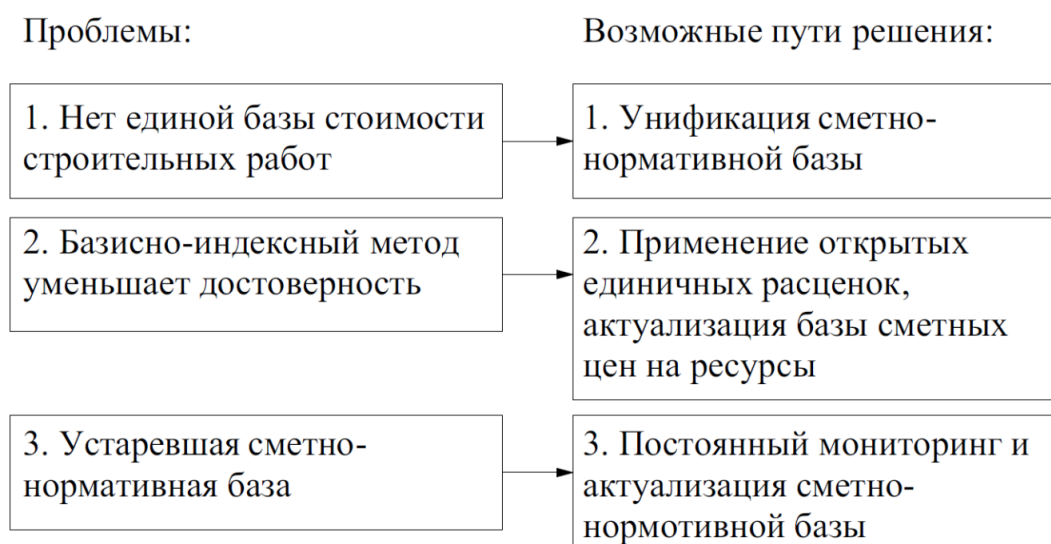 Проблемы:
Возможные пути решения:
1. Нет единой базы стоимости
строительных работ
1. Унификация сметно-
нормативной базы
2. Базисно-индексный метод
уменьшает достоверность
2. Применение открытых
единичных расценок,
актуализация базы сметных
цен на ресурсы
3. Устаревшая сметно-
нормативная база
3. Постоянный мониторинг и
актуализация сметно-
нормотивной базы